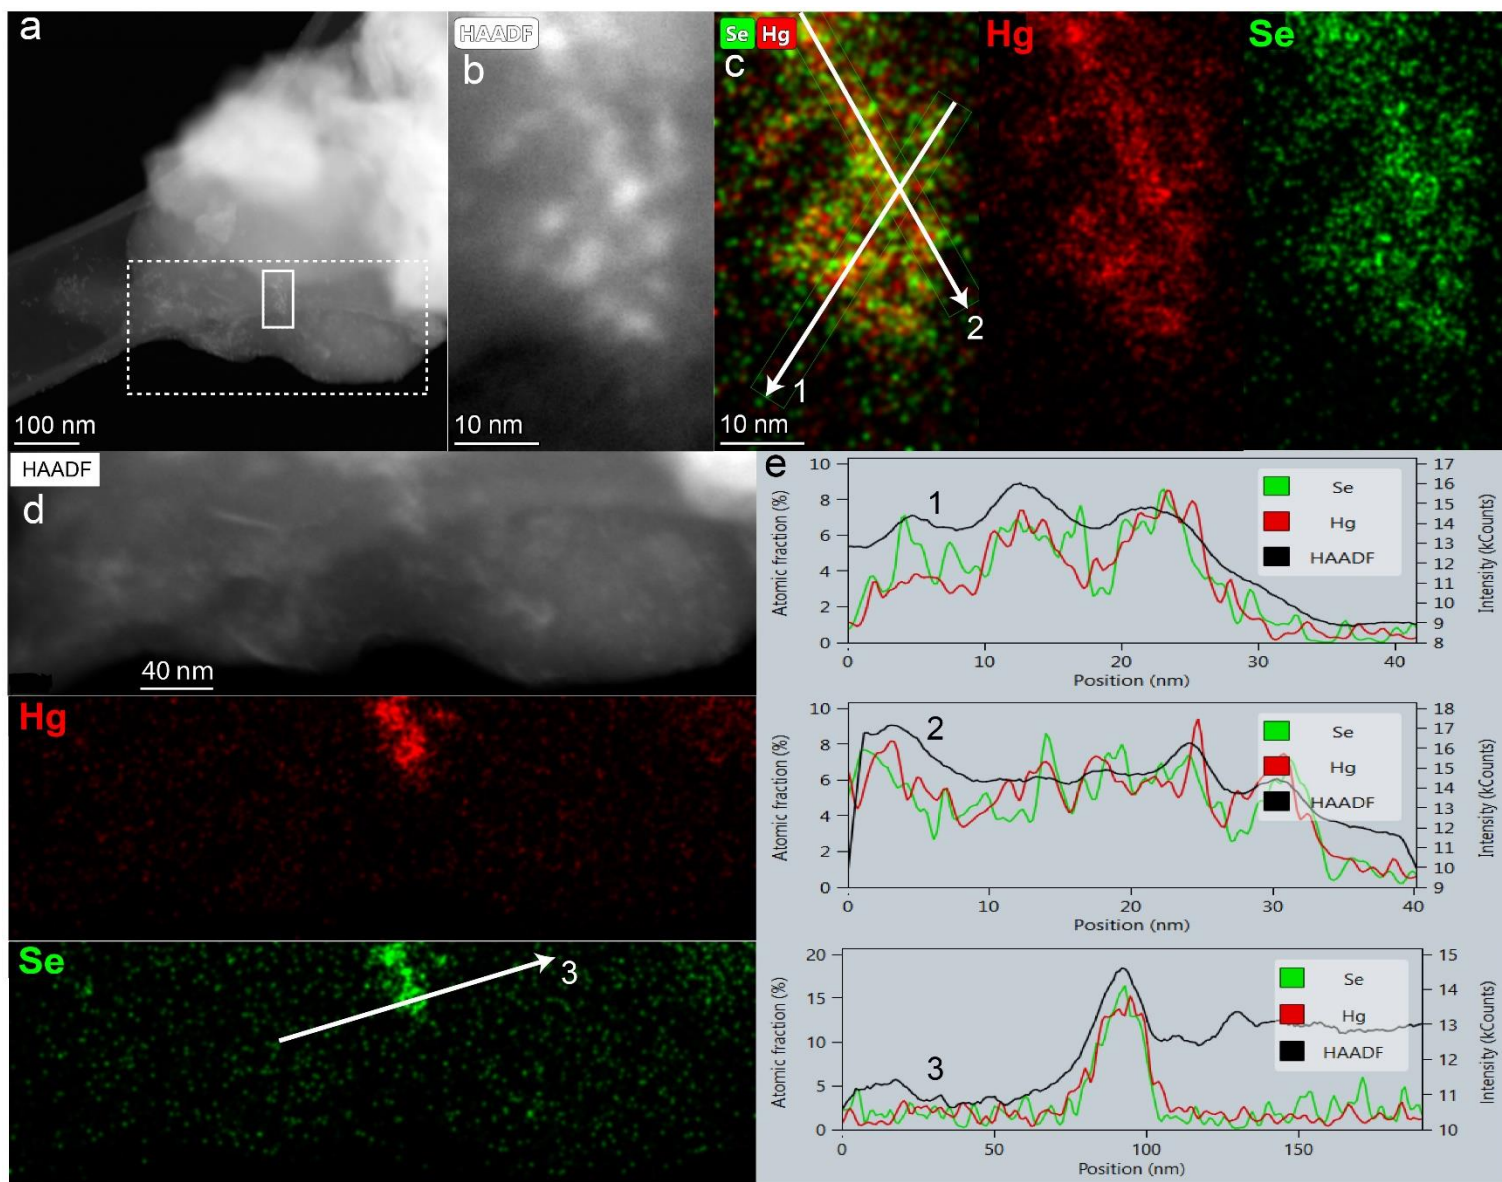 a
100 nm
HAADF
b
10 nm
Se Hg
c
1
2
10 nm
Hg
Se
HAADF
d
40 nm
Hg
Se
3
e
1
Se
Hg
HAADF
Atomic fraction (%)
10
8
6
4
2
0
17
16
15
14
13
12
11
10
9
8
Intensity (kCounts)
0 10 20 30 40
Position (nm)
2
Se
Hg
HAADF
Atomic fraction (%)
10
8
6
4
2
0
18
17
16
15
14
13
12
11
10
9
Intensity (kCounts)
0 10 20 30 40
Position (nm)
3
Se
Hg
HAADF
Atomic fraction (%)
20
15
10
5
0
15
14
13
12
11
10
Intensity (kCounts)
0 50 100 150
Position (nm)